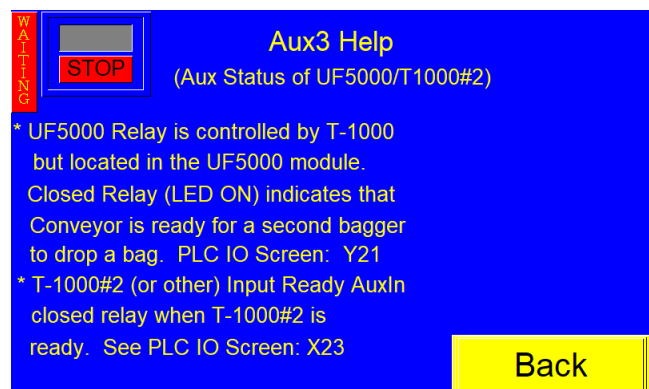 WAITING
STOP
Aux3 Help
(Aux Status of UF5000/T1000#2)
* UF5000 Relay is controlled by T-1000
but located in the UF5000 module.
Closed Relay (LED ON) indicates that
Conveyor is ready for a second bagger
to drop a bag. PLC IO Screen: Y21
* T-1000#2 (or other) Input Ready AuxIn
closed relay when T-1000#2 is
ready. See PLC IO Screen: X23
Back